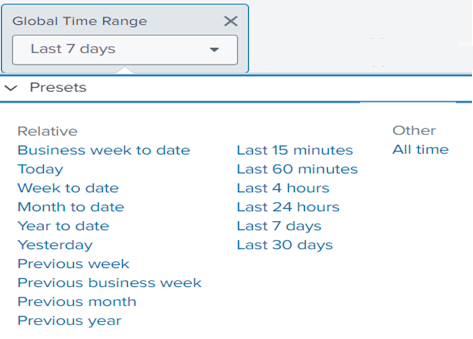 Global Time Range
Last 7 days
Presets
Relative
Business week to date
Today
Week to date
Month to date
Year to date
Yesterday
Previous week
Previous business week
Previous month
Previous year
Last 15 minutes
Last 60 minutes
Last 4 hours
Last 24 hours
Last 7 days
Last 30 days
Other
All time